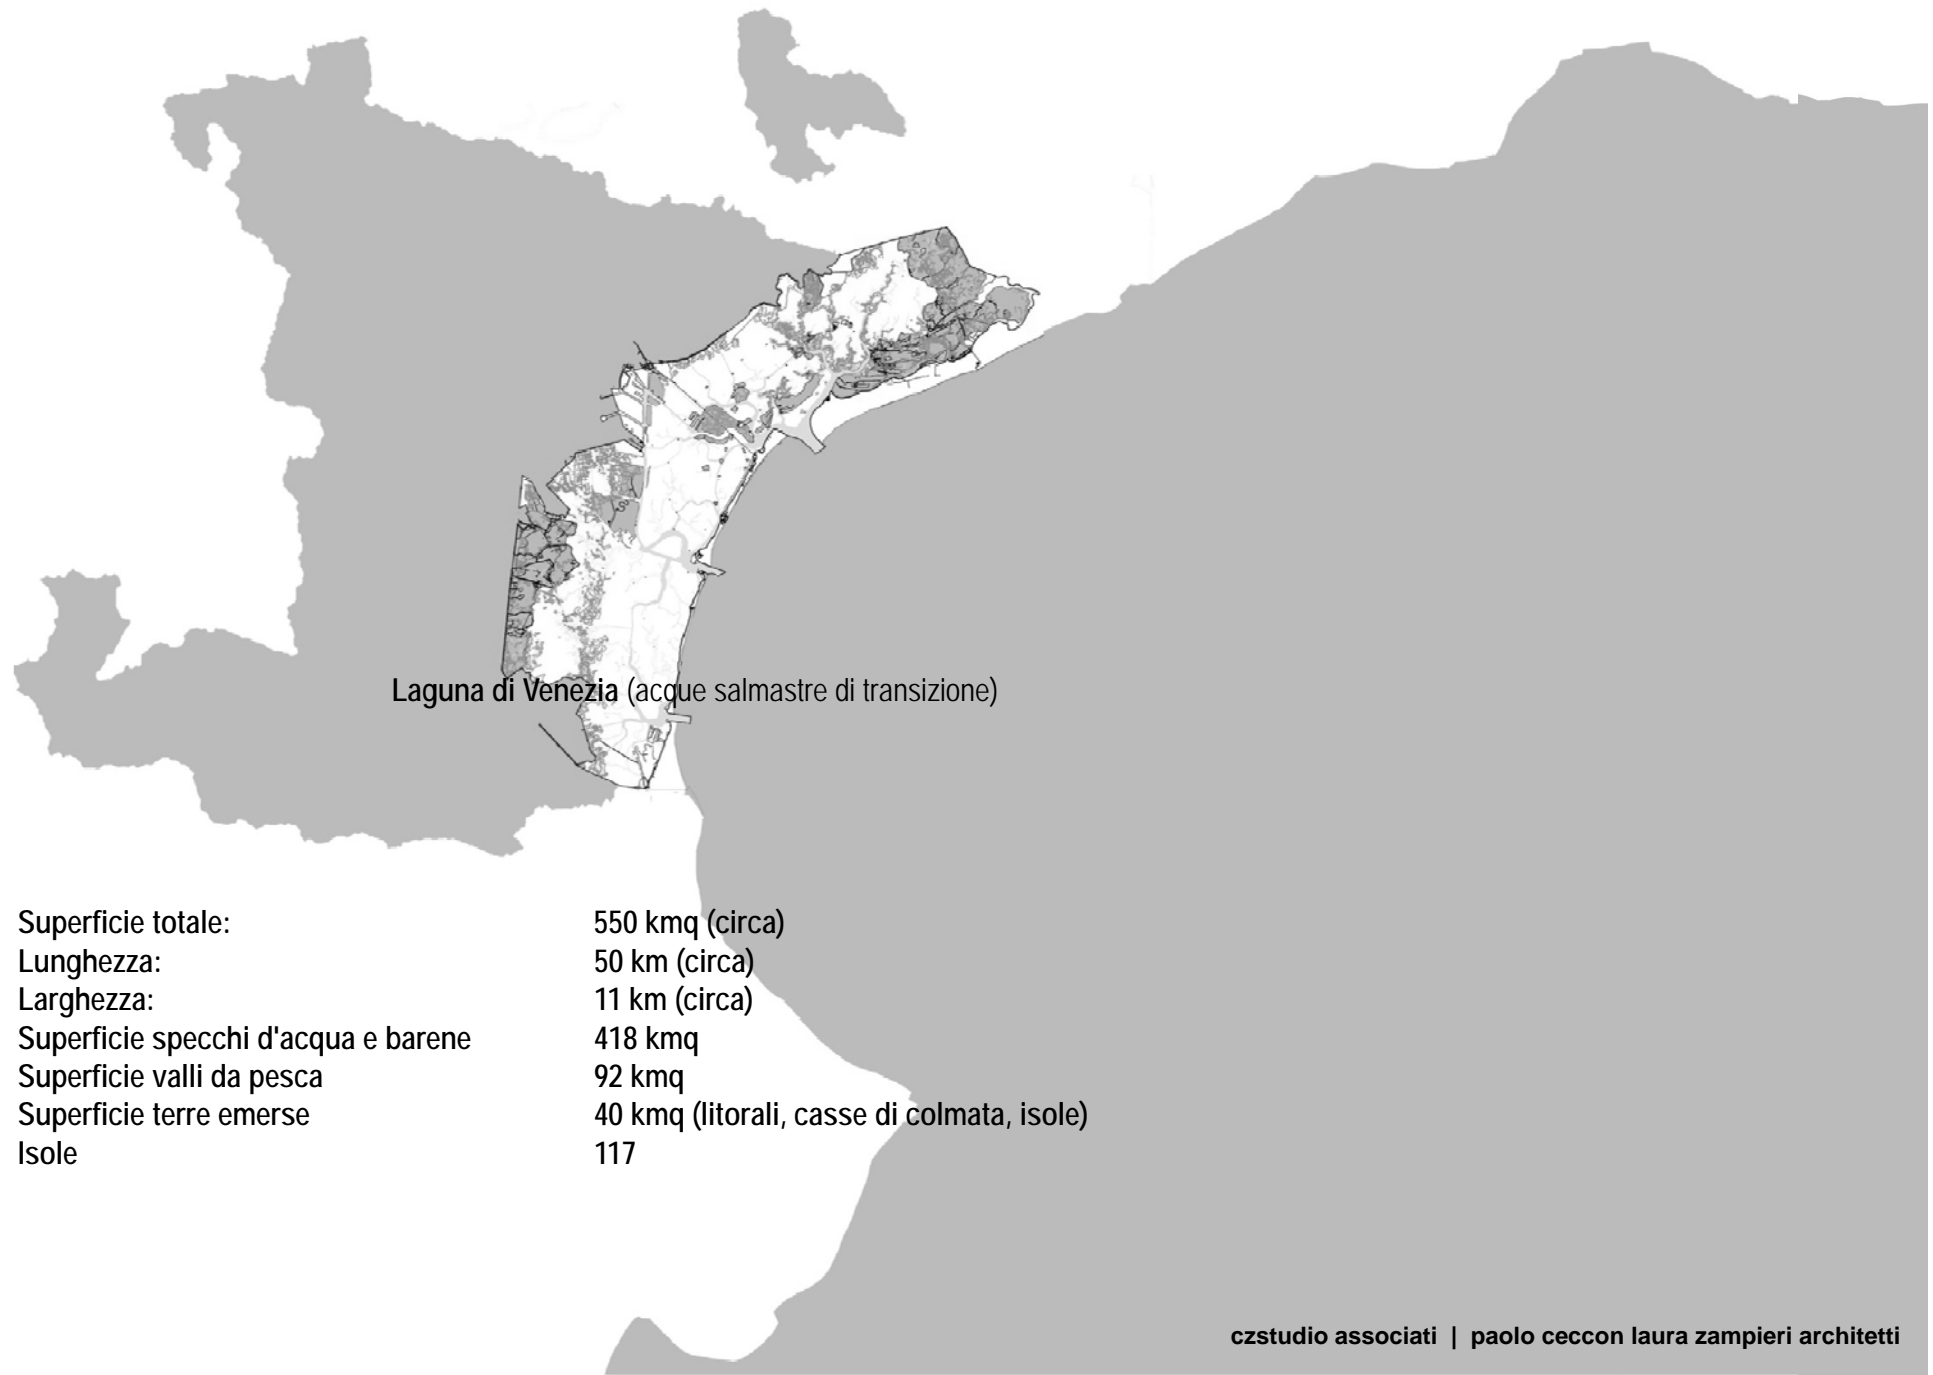 Laguna di Venezia (acque salmastre di transizione)
Superficie totale: 550 kmq (circa)
Lunghezza: 50 km (circa)
Larghezza: 11 km (circa)
Superficie specchi d'acqua e barene 418 kmq
Superficie valli da pesca 92 kmq
Superficie terre emerse 40 kmq (litorali, casse di colmata, isole)
Isole 117
czstudio associati | paolo ceccon laura zampieri architetti